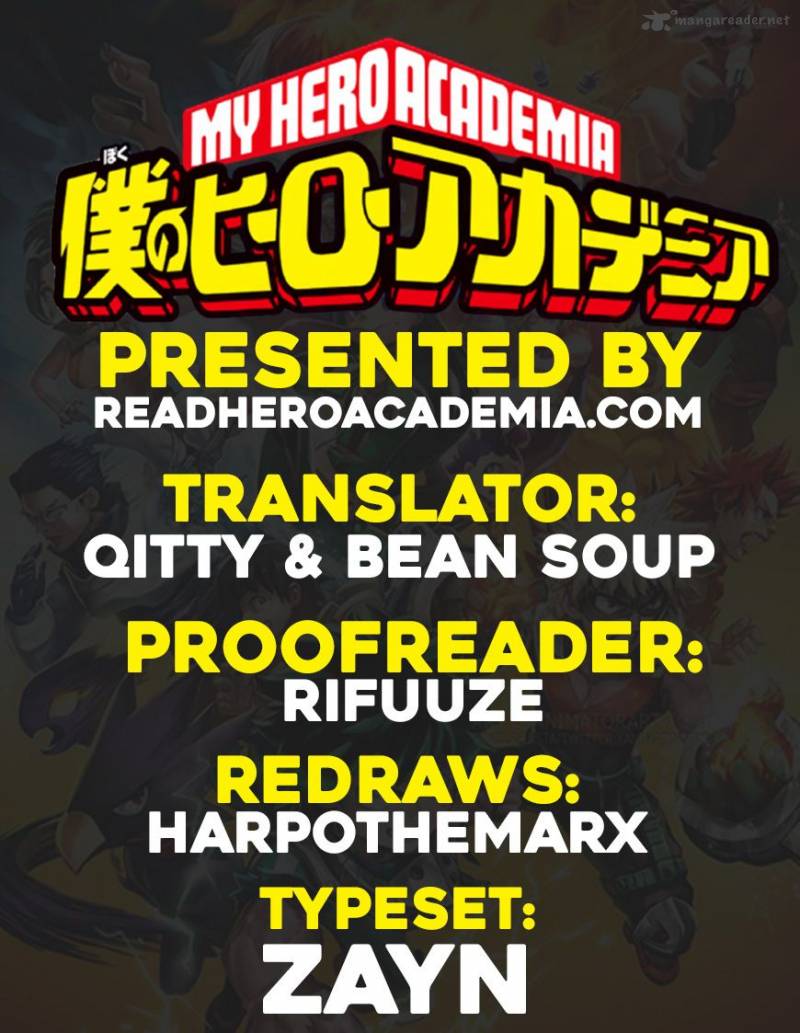 mangareader.net
MY HERO ACADEMIA
ぼく
僕のヒーローアカデミア
PRESENTED BY
READHEROACADEMIA.COM
TRANSLATOR:
QITTY & BEAN SOUP
PROOFREADER:
RIFUUZE
REDRAWS:
HARPOTHEMARX
TYPESET:
ZAYN